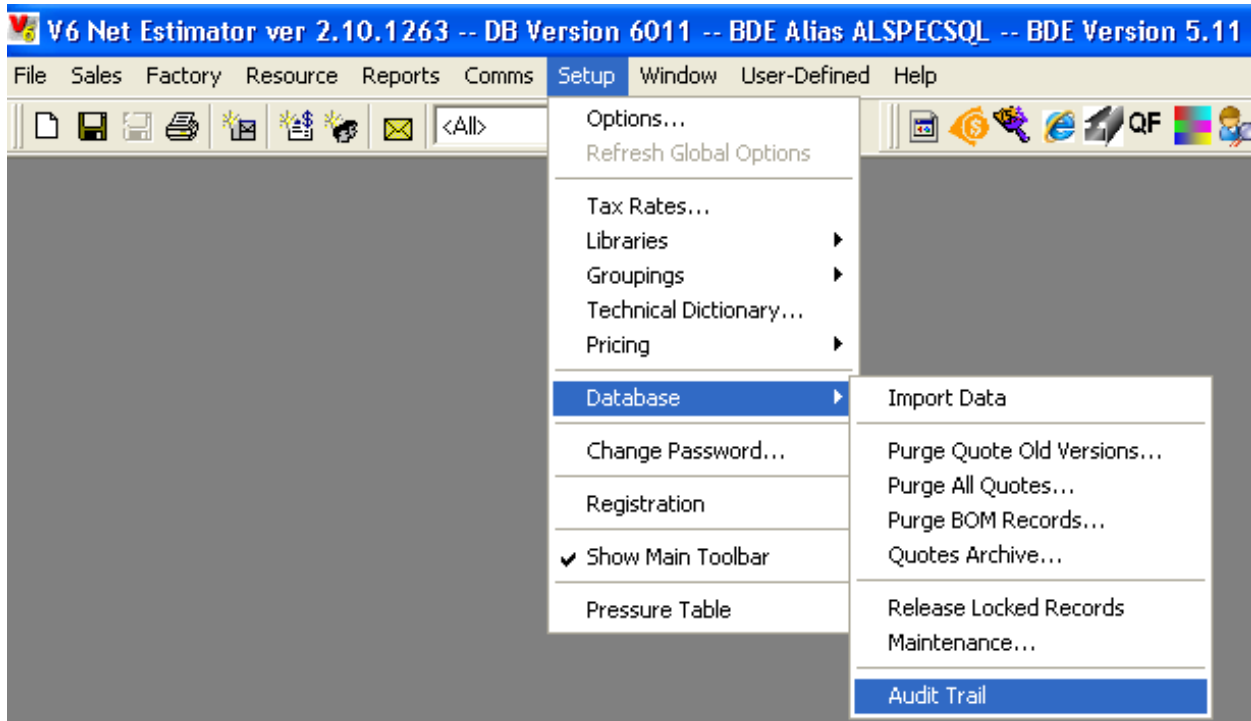 V6 Net Estimator ver 2.10.1263 -- DB Version 6011 -- BDE Alias ALSPECSQL -- BDE Version 5.11
File Sales Factory Resource Reports Comms Setup Window User-Defined Help
<All>
QF
Options...
Refresh Global Options
Tax Rates...
Libraries
Groupings
Technical Dictionary...
Pricing
Database
Change Password...
Registration
Show Main Toolbar
Pressure Table
Import Data
Purge Quote Old Versions...
Purge All Quotes...
Purge BOM Records...
Quotes Archive...
Release Locked Records
Maintenance...
Audit Trail